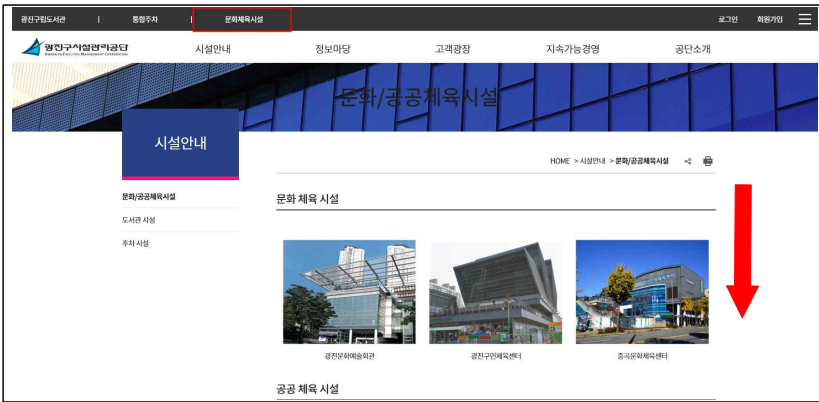 광진구립도서관 | 통합주차 | 문화체육시설
로그인 회원가입
광진구시설관리공단
시설안내 정보마당 고객광장 지속가능경영 공단소개
문화/공공체육시설
시설안내
HOME > 시설안내 > 문화/공공체육시설
문화/공공체육시설
도서관 시설
주차 시설
문화 체육 시설
광진문화예술회관 광진구민체육센터 중곡문화체육센터
공공 체육 시설